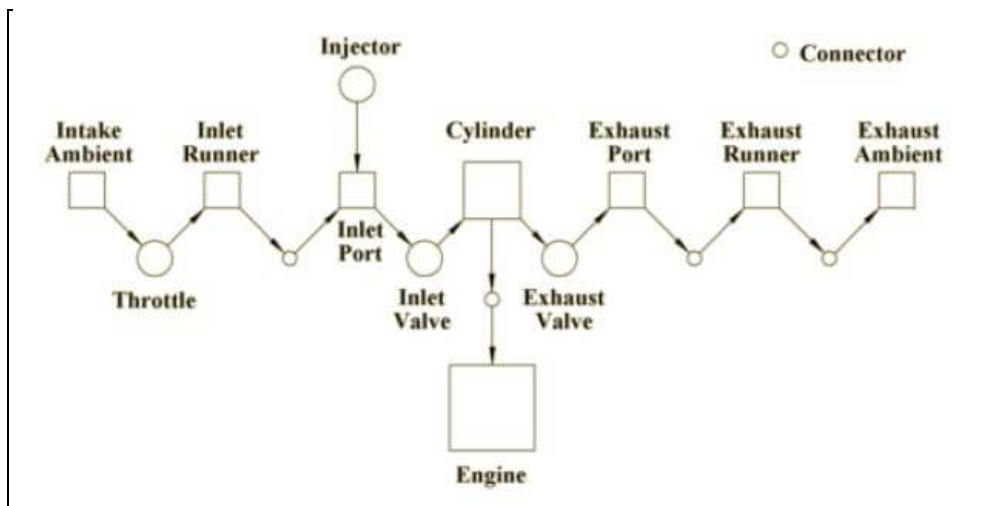 Injector
Connector
Intake
Ambient
Inlet
Runner
Cylinder
Exhaust
Port
Exhaust
Runner
Exhaust
Ambient
Inlet
Port
Throttle
Inlet
Valve
Exhaust
Valve
Engine